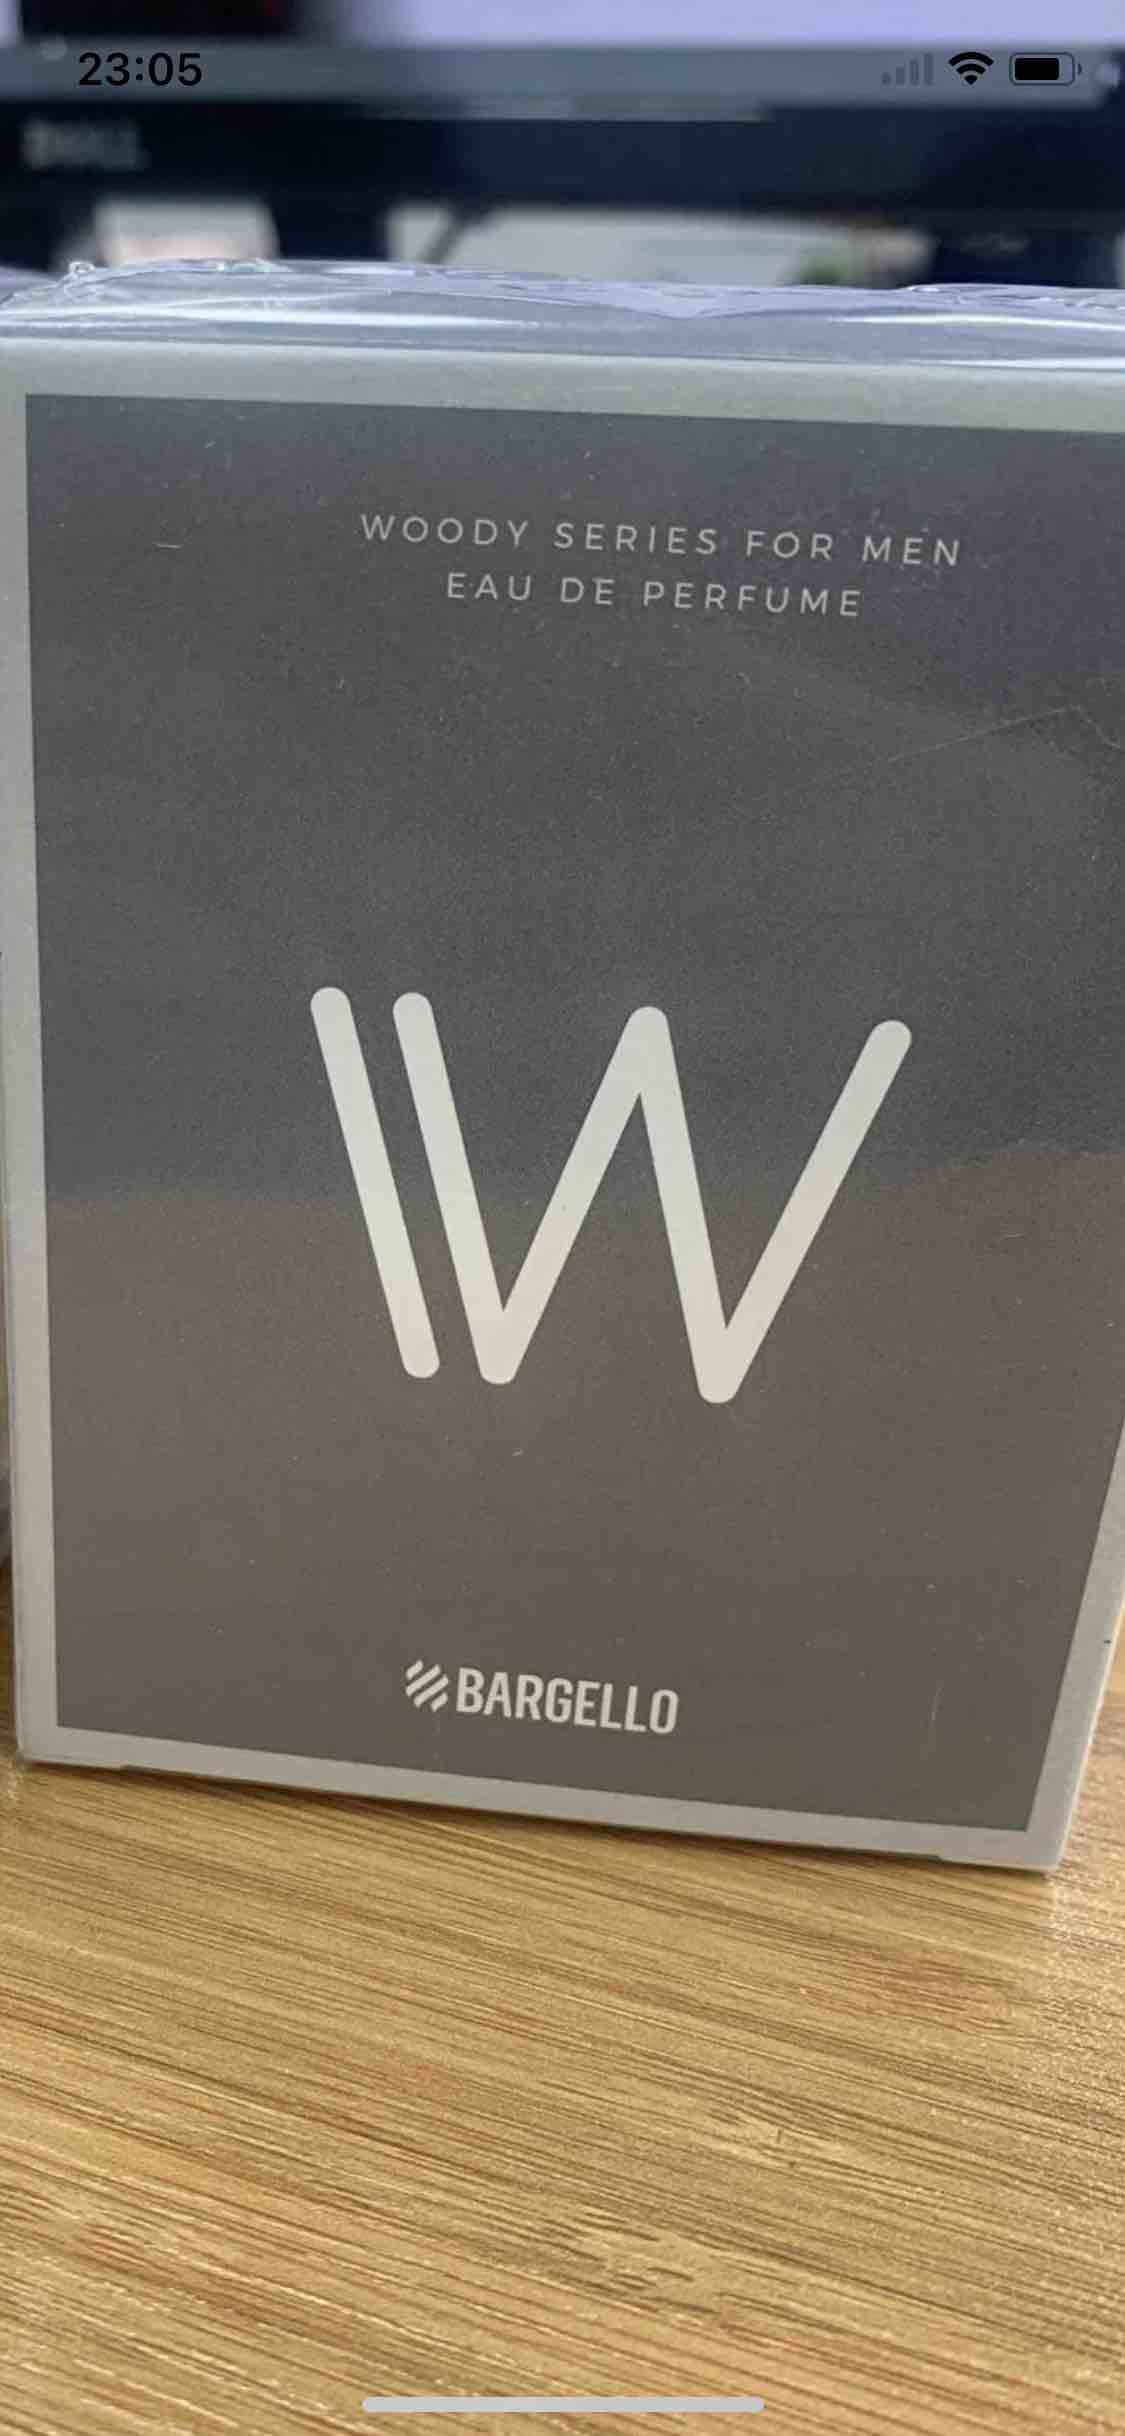 23:05
WOODY SERIES FOR MEN
EAU DE PERFUME
W
BARGELLO